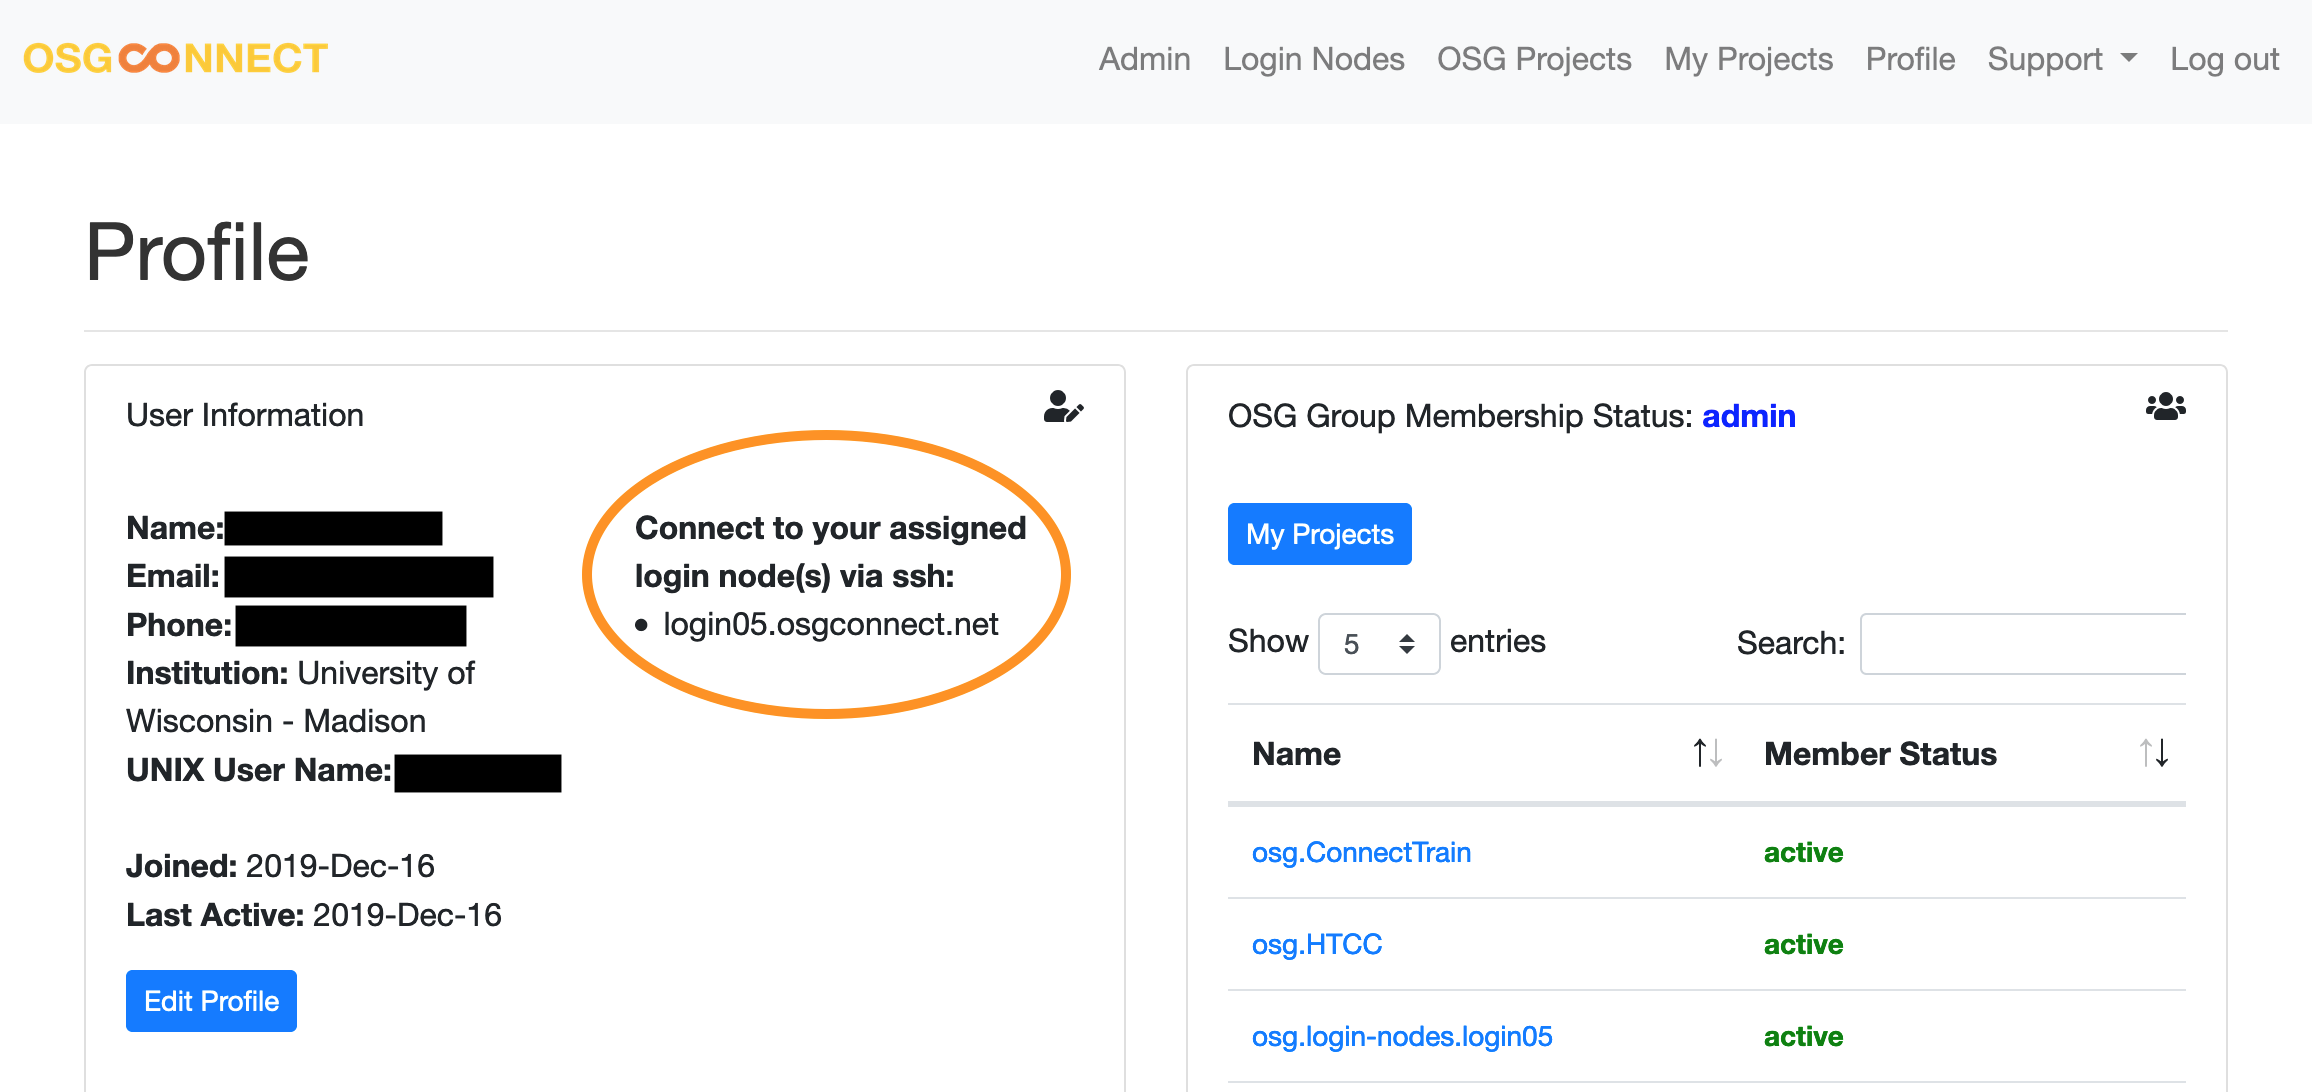 OSGCONNECT
Admin Login Nodes OSG Projects My Projects Profile Support Log out
Profile
User Information
Name:
Email:
Phone:
Institution: University of
Wisconsin - Madison
UNIX User Name:
Joined: 2019-Dec-16
Last Active: 2019-Dec-16
Edit Profile
Connect to your assigned
login node(s) via ssh:
• login05.osgconnect.net
OSG Group Membership Status: admin
My Projects
Show 5 entries Search:
Name Member Status
osg.ConnectTrain active
osg.HTCC active
osg.login-nodes.login05 active